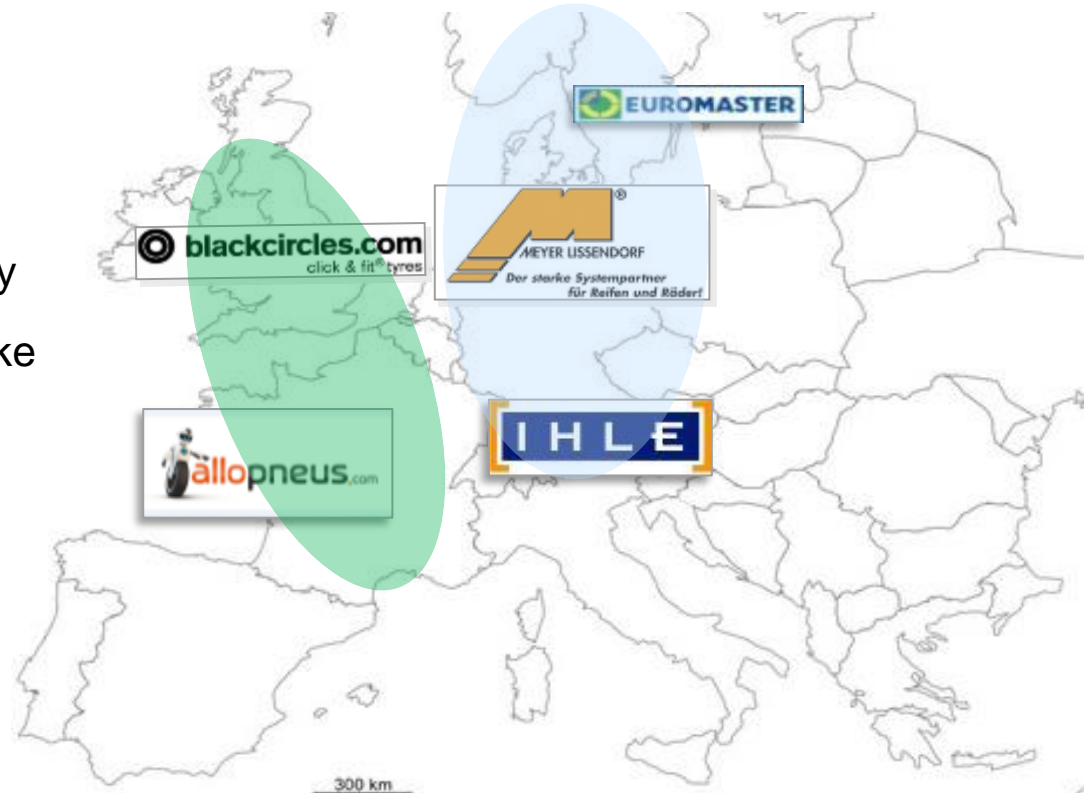 EUROMASTER
®
MEYER LISSENDORF
Der starke Systempartner
für Reifen und Räder!
blackcircles.com
click & fit® tyres
y
ke
IHLE
allopneus.com
300 km